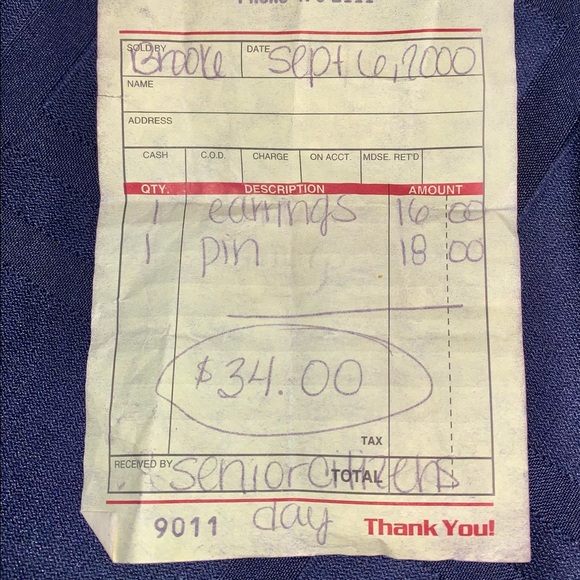 SOLD BY Brooke DATE Sept 6, 2000
NAME
ADDRESS
CASH C.O.D. CHARGE ON ACCT. MDSE. RET'D
QTY. DESCRIPTION AMOUNT
1 earrings 16 00
1 pin 18 00
$34.00
TAX
RECEIVED BY Senior Citizens TOTAL
day
9011 Thank You!